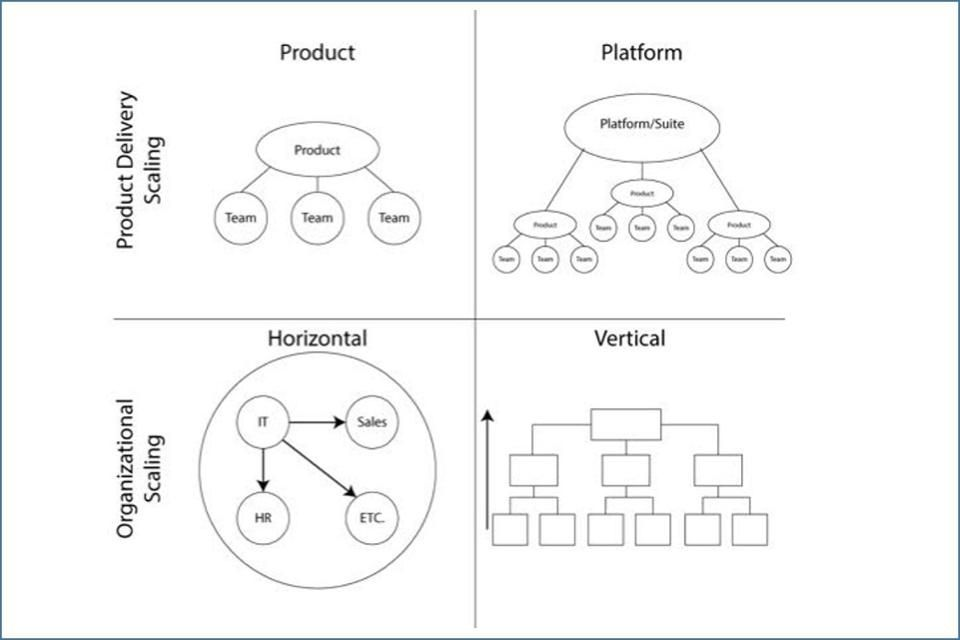 Product
Platform
Product Delivery
Scaling
Product
Team
Team
Team
Platform/Suite
Product
Team
Team
Team
Product
Team
Team
Team
Product
Team
Team
Team
Horizontal
Vertical
Organizational
Scaling
IT
Sales
HR
ETC.